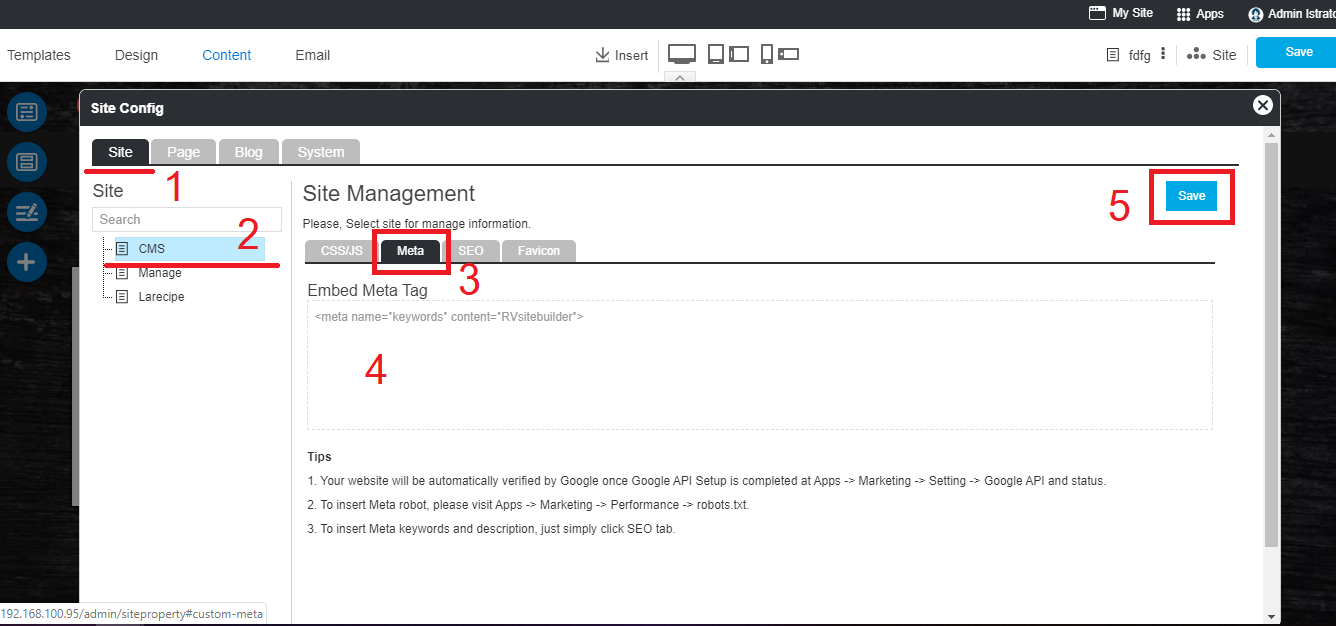 My Site Apps Admin Istrato
Templates Design Content Email Insert fdfg Site Save
Site Config
Site Page Blog System
1
Site
Search
2
CMS
Manage
Larecipe
Site Management
5
Save
Please, Select site for manage information.
CSS/JS Meta SEO Favicon
3
Embed Meta Tag
<meta name="keywords" content="RVsitebuilder">
4
Tips
1. Your website will be automatically verified by Google once Google API Setup is completed at Apps -> Marketing -> Setting -> Google API and status.
2. To insert Meta robot, please visit Apps -> Marketing -> Performance -> robots.txt.
3. To insert Meta keywords and description, just simply click SEO tab.
192.168.100.95/admin/siteproperty#custom-meta